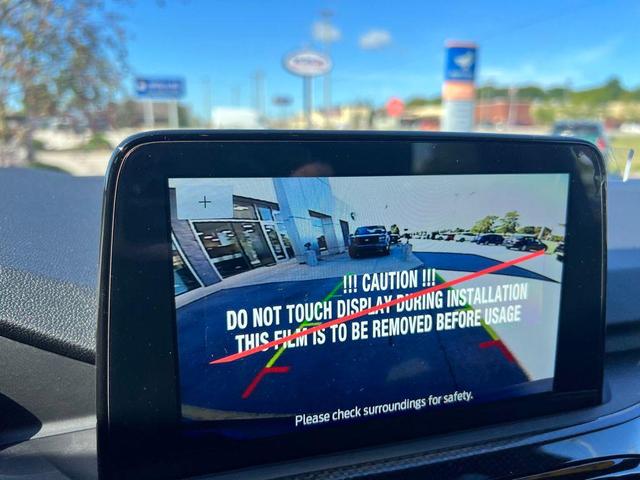 !!! CAUTION !!!
DO NOT TOUCH DISPLAY DURING INSTALLATION
THIS FILM IS TO BE REMOVED BEFORE USAGE
Please check surroundings for safety.